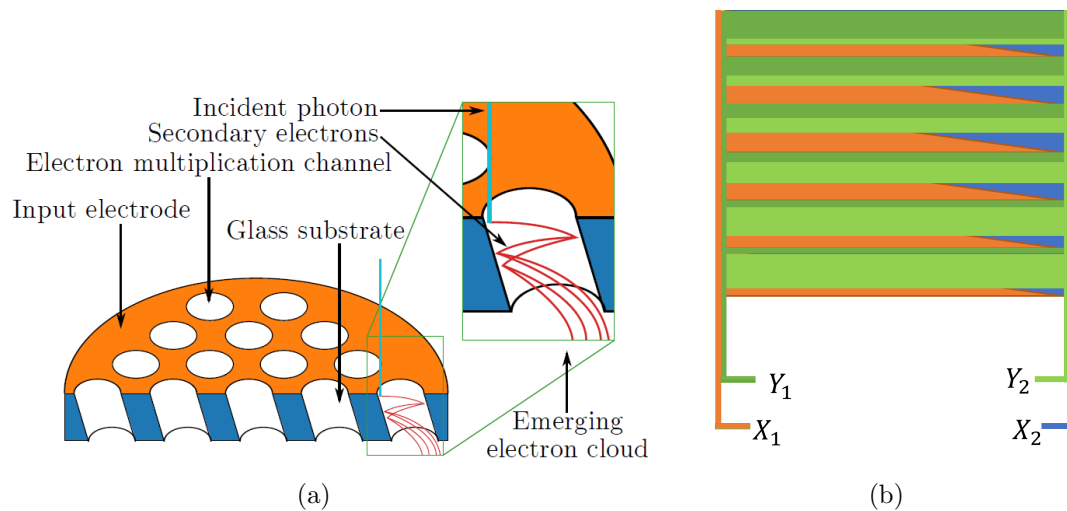 Incident photon
Secondary electrons
Electron multiplication channel
Input electrode
Glass substrate
Emerging
electron cloud
(a)
Y₁
Y₂
X₁
X₂
(b)